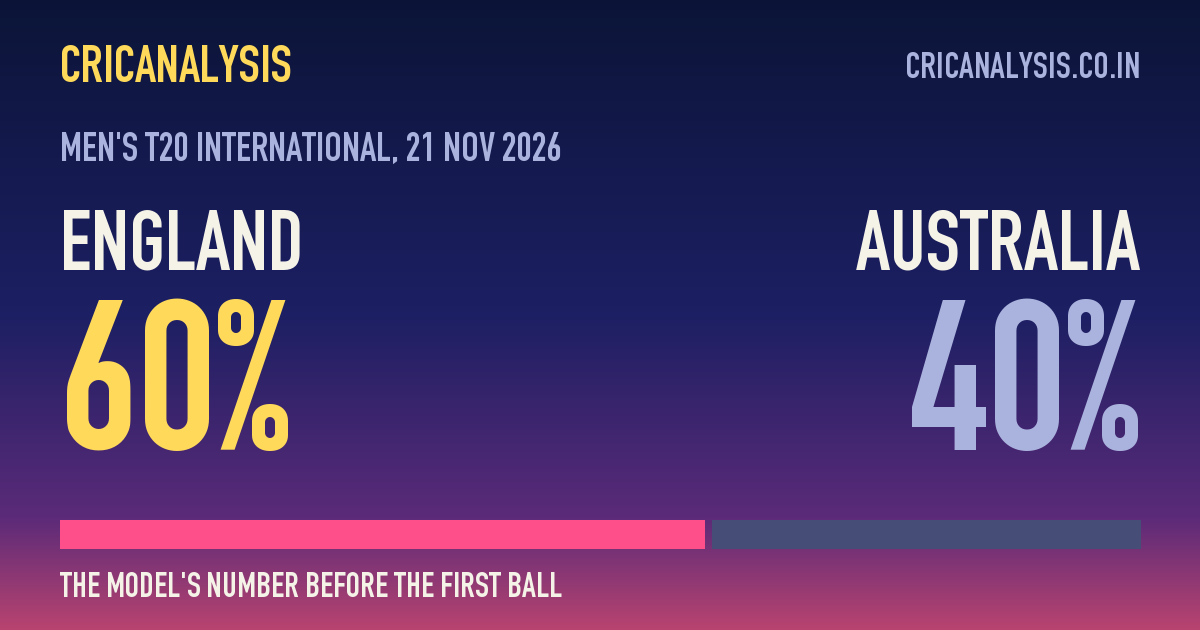 CRICANALYSIS
CRICANALYSIS.CO.IN
MEN'S T20 INTERNATIONAL, 21 NOV 2026
ENGLAND
AUSTRALIA
60%
40%
THE MODEL'S NUMBER BEFORE THE FIRST BALL